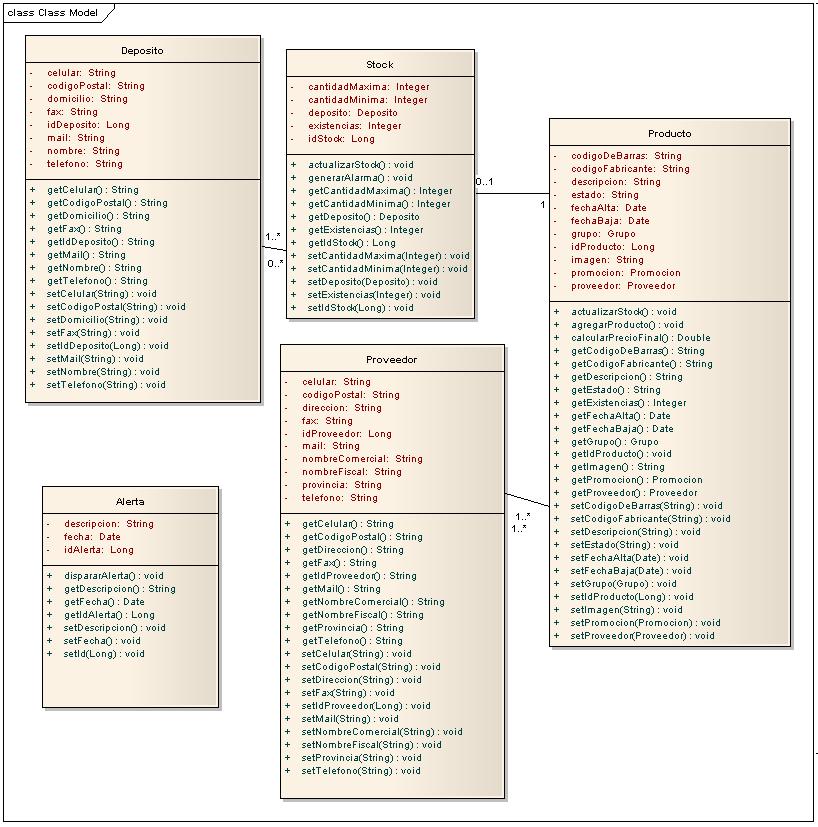 class Class Model
Deposito
- celular: String
- codigoPostal: String
- domicilio: String
- fax: String
- idDeposito: Long
- mail: String
- nombre: String
- telefono: String
+ getCelular() : String
+ getCodigoPostal() : String
+ getDomicilio() : String
+ getFax() : String
+ getIdDeposito() : String
+ getMail() : String
+ getNombre() : String
+ getTelefono() : String
+ setCelular(String) : void
+ setCodigoPostal(String) : void
+ setDomicilio(String) : void
+ setFax(String) : void
+ setIdDeposito(Long) : void
+ setMail(String) : void
+ setNombre(String) : void
+ setTelefono(String) : void
1..*
0..*
Stock
- cantidadMaxima: Integer
- cantidadMinima: Integer
- deposito: Deposito
- existencias: Integer
- idStock: Long
+ actualizarStock() : void
+ generarAlarma() : void
+ getCantidadMaxima() : Integer
+ getCantidadMinima() : Integer
+ getDeposito() : Deposito
+ getExistencias() : Integer
+ getIdStock() : Long
+ setCantidadMaxima(Integer) : void
+ setCantidadMinima(Integer) : void
+ setDeposito(Deposito) : void
+ setExistencias(Integer) : void
+ setIdStock(Long) : void
0..1
1
Producto
- codigoDeBarras: String
- codigoFabricante: String
- descripcion: String
- estado: String
- fechaAlta: Date
- fechaBaja: Date
- grupo: Grupo
- idProducto: Long
- imagen: String
- promocion: Promocion
- proveedor: Proveedor
+ actualizarStock() : void
+ agregarProducto() : void
+ calcularPrecioFinal() : Double
+ getCodigoDeBarras() : String
+ getCodigoFabricante() : String
+ getDescripcion() : String
+ getEstado() : String
+ getExistencias() : Integer
+ getFechaAlta() : Date
+ getFechaBaja() : Date
+ getGrupo() : Grupo
+ getIdProducto() : void
+ getImagen() : String
+ getPromocion() : Promocion
+ getProveedor() : Proveedor
+ setCodigoDeBarras(String) : void
+ setCodigoFabricante(String) : void
+ setDescripcion(String) : void
+ setEstado(String) : void
+ setFechaAlta(Date) : void
+ setFechaBaja(Date) : void
+ setGrupo(Grupo) : void
+ setIdProducto(Long) : void
+ setImagen(String) : void
+ setPromocion(Promocion) : void
+ setProveedor(Proveedor) : void
Proveedor
- celular: String
- codigoPostal: String
- direccion: String
- fax: String
- idProveedor: Long
- mail: String
- nombreComercial: String
- nombreFiscal: String
- provincia: String
- telefono: String
+ getCelular() : String
+ getCodigoPostal() : String
+ getDireccion() : String
+ getFax() : String
+ getIdProveedor() : String
+ getMail() : String
+ getNombreComercial() : String
+ getNombreFiscal() : String
+ getProvincia() : String
+ getTelefono() : String
+ setCelular(String) : void
+ setCodigoPostal(String) : void
+ setDireccion(String) : void
+ setFax(String) : void
+ setIdProveedor(Long) : void
+ setMail(String) : void
+ setNombreComercial(String) : void
+ setNombreFiscal(String) : void
+ setProvincia(String) : void
+ setTelefono(String) : void
1..*
1..*
Alerta
- descripcion: String
- fecha: Date
- idAlerta: Long
+ dispararAlerta() : void
+ getDescripcion() : String
+ getFecha() : Date
+ getIdAlerta() : Long
+ setDescripcion() : void
+ setFecha() : void
+ setId(Long) : void